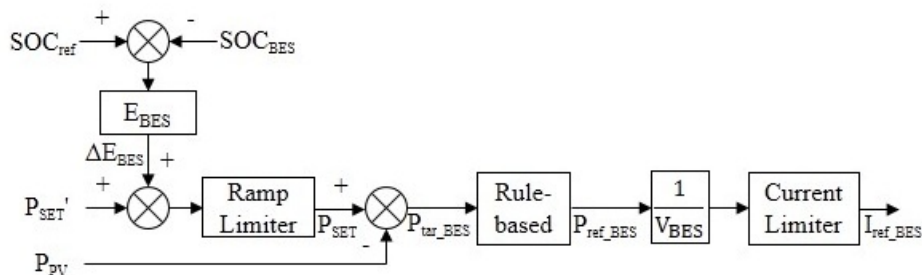 + -
SOCref SOCBES
EBES
ΔEBES +
+
PSET'
Ramp Limiter
PSET
+
-
PPV
Ptar_BES
Rule-based
Pref_BES
1
VBES
Current Limiter
Iref_BES